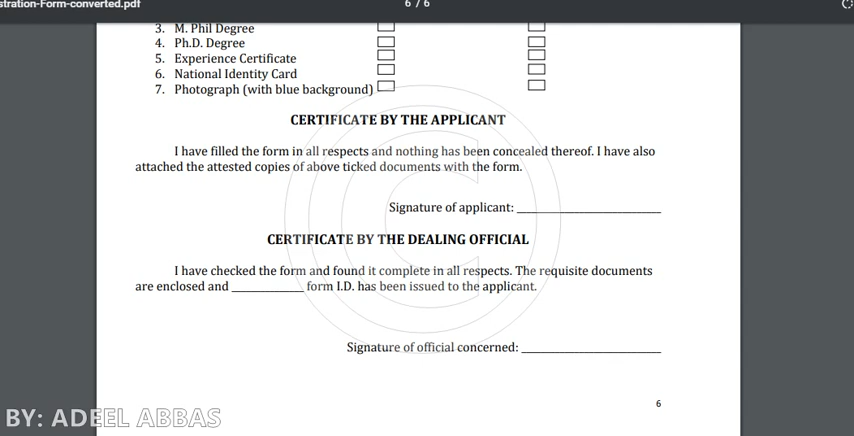 stration-Form-converted.pdf
6 / 6
3. M. Phil Degree
4. Ph.D. Degree
5. Experience Certificate
6. National Identity Card
7. Photograph (with blue background)
CERTIFICATE BY THE APPLICANT
I have filled the form in all respects and nothing has been concealed thereof. I have also
attached the attested copies of above ticked documents with the form.
Signature of applicant: ____________________________
CERTIFICATE BY THE DEALING OFFICIAL
I have checked the form and found it complete in all respects. The requisite documents
are enclosed and ______________ form I.D. has been issued to the applicant.
Signature of official concerned: ___________________________
6
BY: ADEEL ABBAS